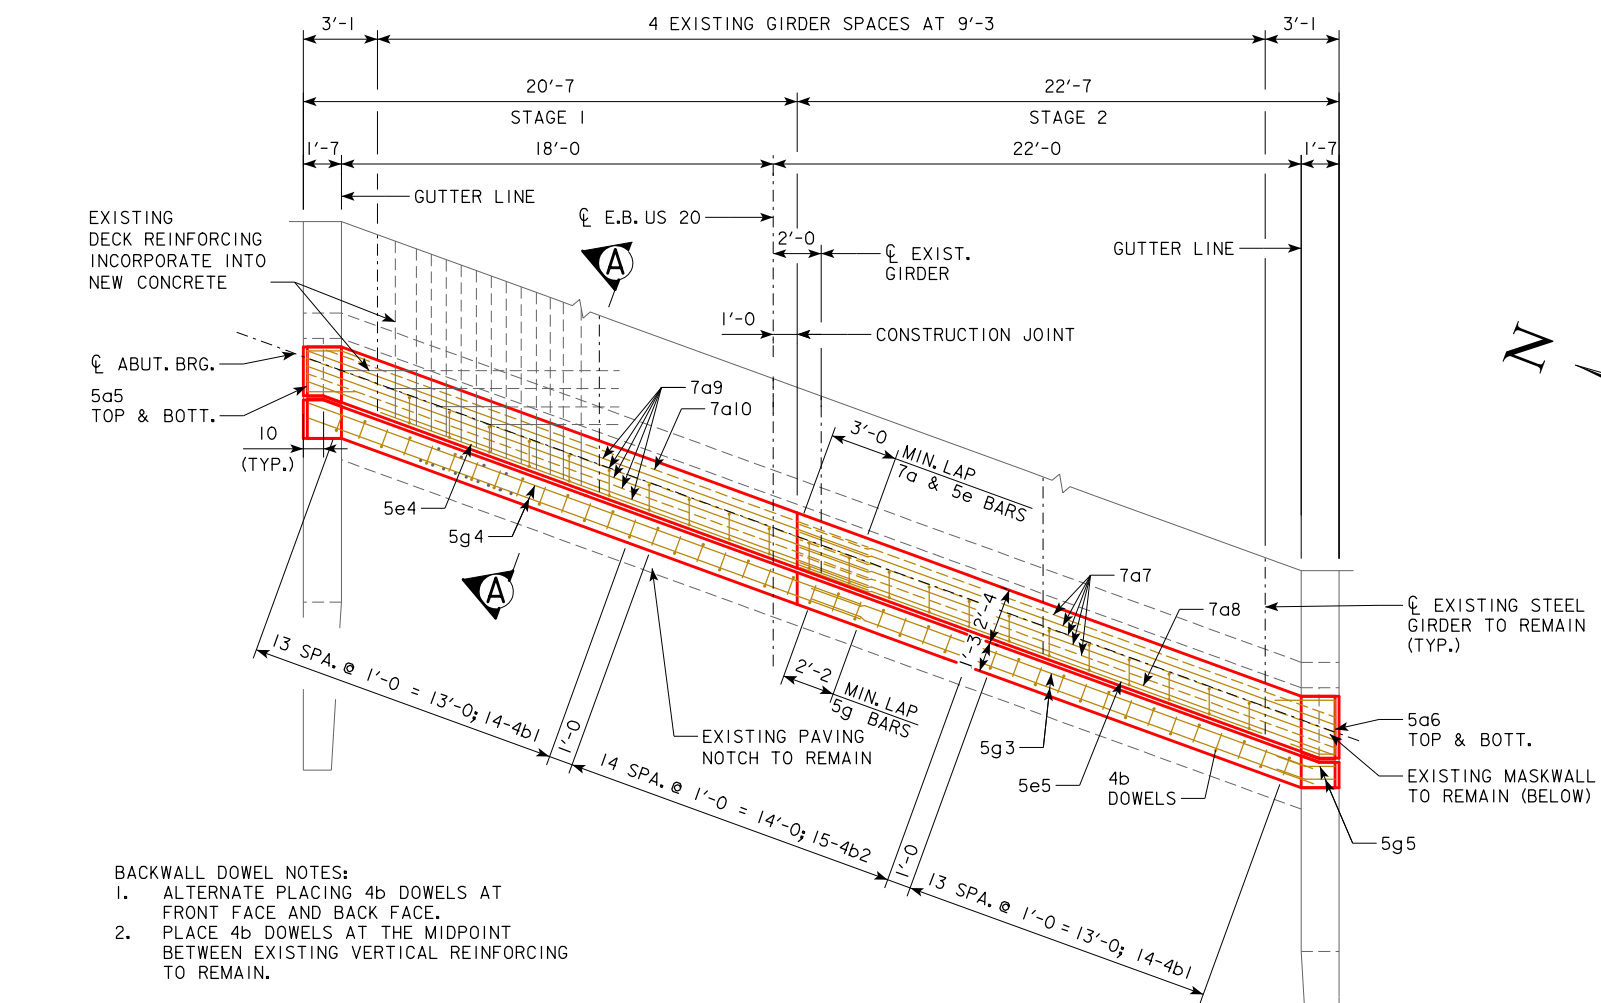 3'-1
4 EXISTING GIRDER SPACES AT 9'-3
3'-1
20'-7
22'-7
STAGE 1
STAGE 2
1'-7
18'-0
22'-0
1'-7
GUTTER LINE
℄ E.B. US 20
2'-0
℄ EXIST.
GIRDER
GUTTER LINE
EXISTING
DECK REINFORCING
INCORPORATE INTO
NEW CONCRETE
A
1'-0
CONSTRUCTION JOINT
N
℄ ABUT. BRG.
5a5
TOP & BOTT.
10
(TYP.)
7a9
7a10
3'-0 MIN. LAP
7a & 5e BARS
5e4
5g4
A
7a7
7a8
2'-4
1'-3
℄ EXISTING STEEL
GIRDER TO REMAIN
(TYP.)
13 SPA. @ 1'-0 = 13'-0; 14-4b1
1'-0
2'-2 MIN. LAP
5g BARS
EXISTING PAVING
NOTCH TO REMAIN
5g3
5e5
4b
DOWELS
5a6
TOP & BOTT.
EXISTING MASKWALL
TO REMAIN (BELOW)
5g5
14 SPA. @ 1'-0 = 14'-0; 15-4b2
1'-0
13 SPA. @ 1'-0 = 13'-0; 14-4b1
BACKWALL DOWEL NOTES:
1. ALTERNATE PLACING 4b DOWELS AT
FRONT FACE AND BACK FACE.
2. PLACE 4b DOWELS AT THE MIDPOINT
BETWEEN EXISTING VERTICAL REINFORCING
TO REMAIN.